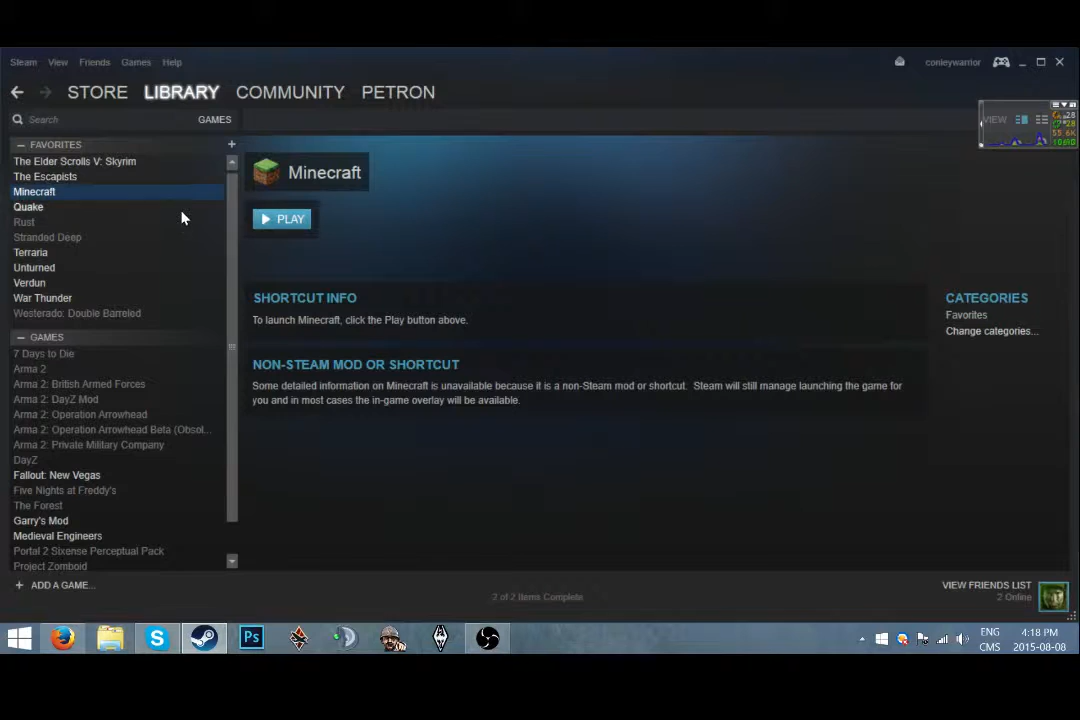 Steam View Friends Games Help
conleywarrior
STORE LIBRARY COMMUNITY PETRON
Search GAMES
VIEW
FAVORITES
The Elder Scrolls V: Skyrim
The Escapists
Minecraft
Quake
Rust
Stranded Deep
Terraria
Unturned
Verdun
War Thunder
Westerado: Double Barreled
GAMES
7 Days to Die
Arma 2
Arma 2: British Armed Forces
Arma 2: DayZ Mod
Arma 2: Operation Arrowhead
Arma 2: Operation Arrowhead Beta (Obsol...
Arma 2: Private Military Company
DayZ
Fallout: New Vegas
Five Nights at Freddy's
The Forest
Garry's Mod
Medieval Engineers
Portal 2 Sixense Perceptual Pack
Project Zomboid
+ ADD A GAME...
Minecraft
PLAY
SHORTCUT INFO
To launch Minecraft, click the Play button above.
NON-STEAM MOD OR SHORTCUT
Some detailed information on Minecraft is unavailable because it is a non-Steam mod or shortcut. Steam will still manage launching the game for
you and in most cases the in-game overlay will be available.
CATEGORIES
Favorites
Change categories...
2 of 2 Items Complete
VIEW FRIENDS LIST
2 Online
Ps
ENG
CMS
4:18 PM
2015-08-08